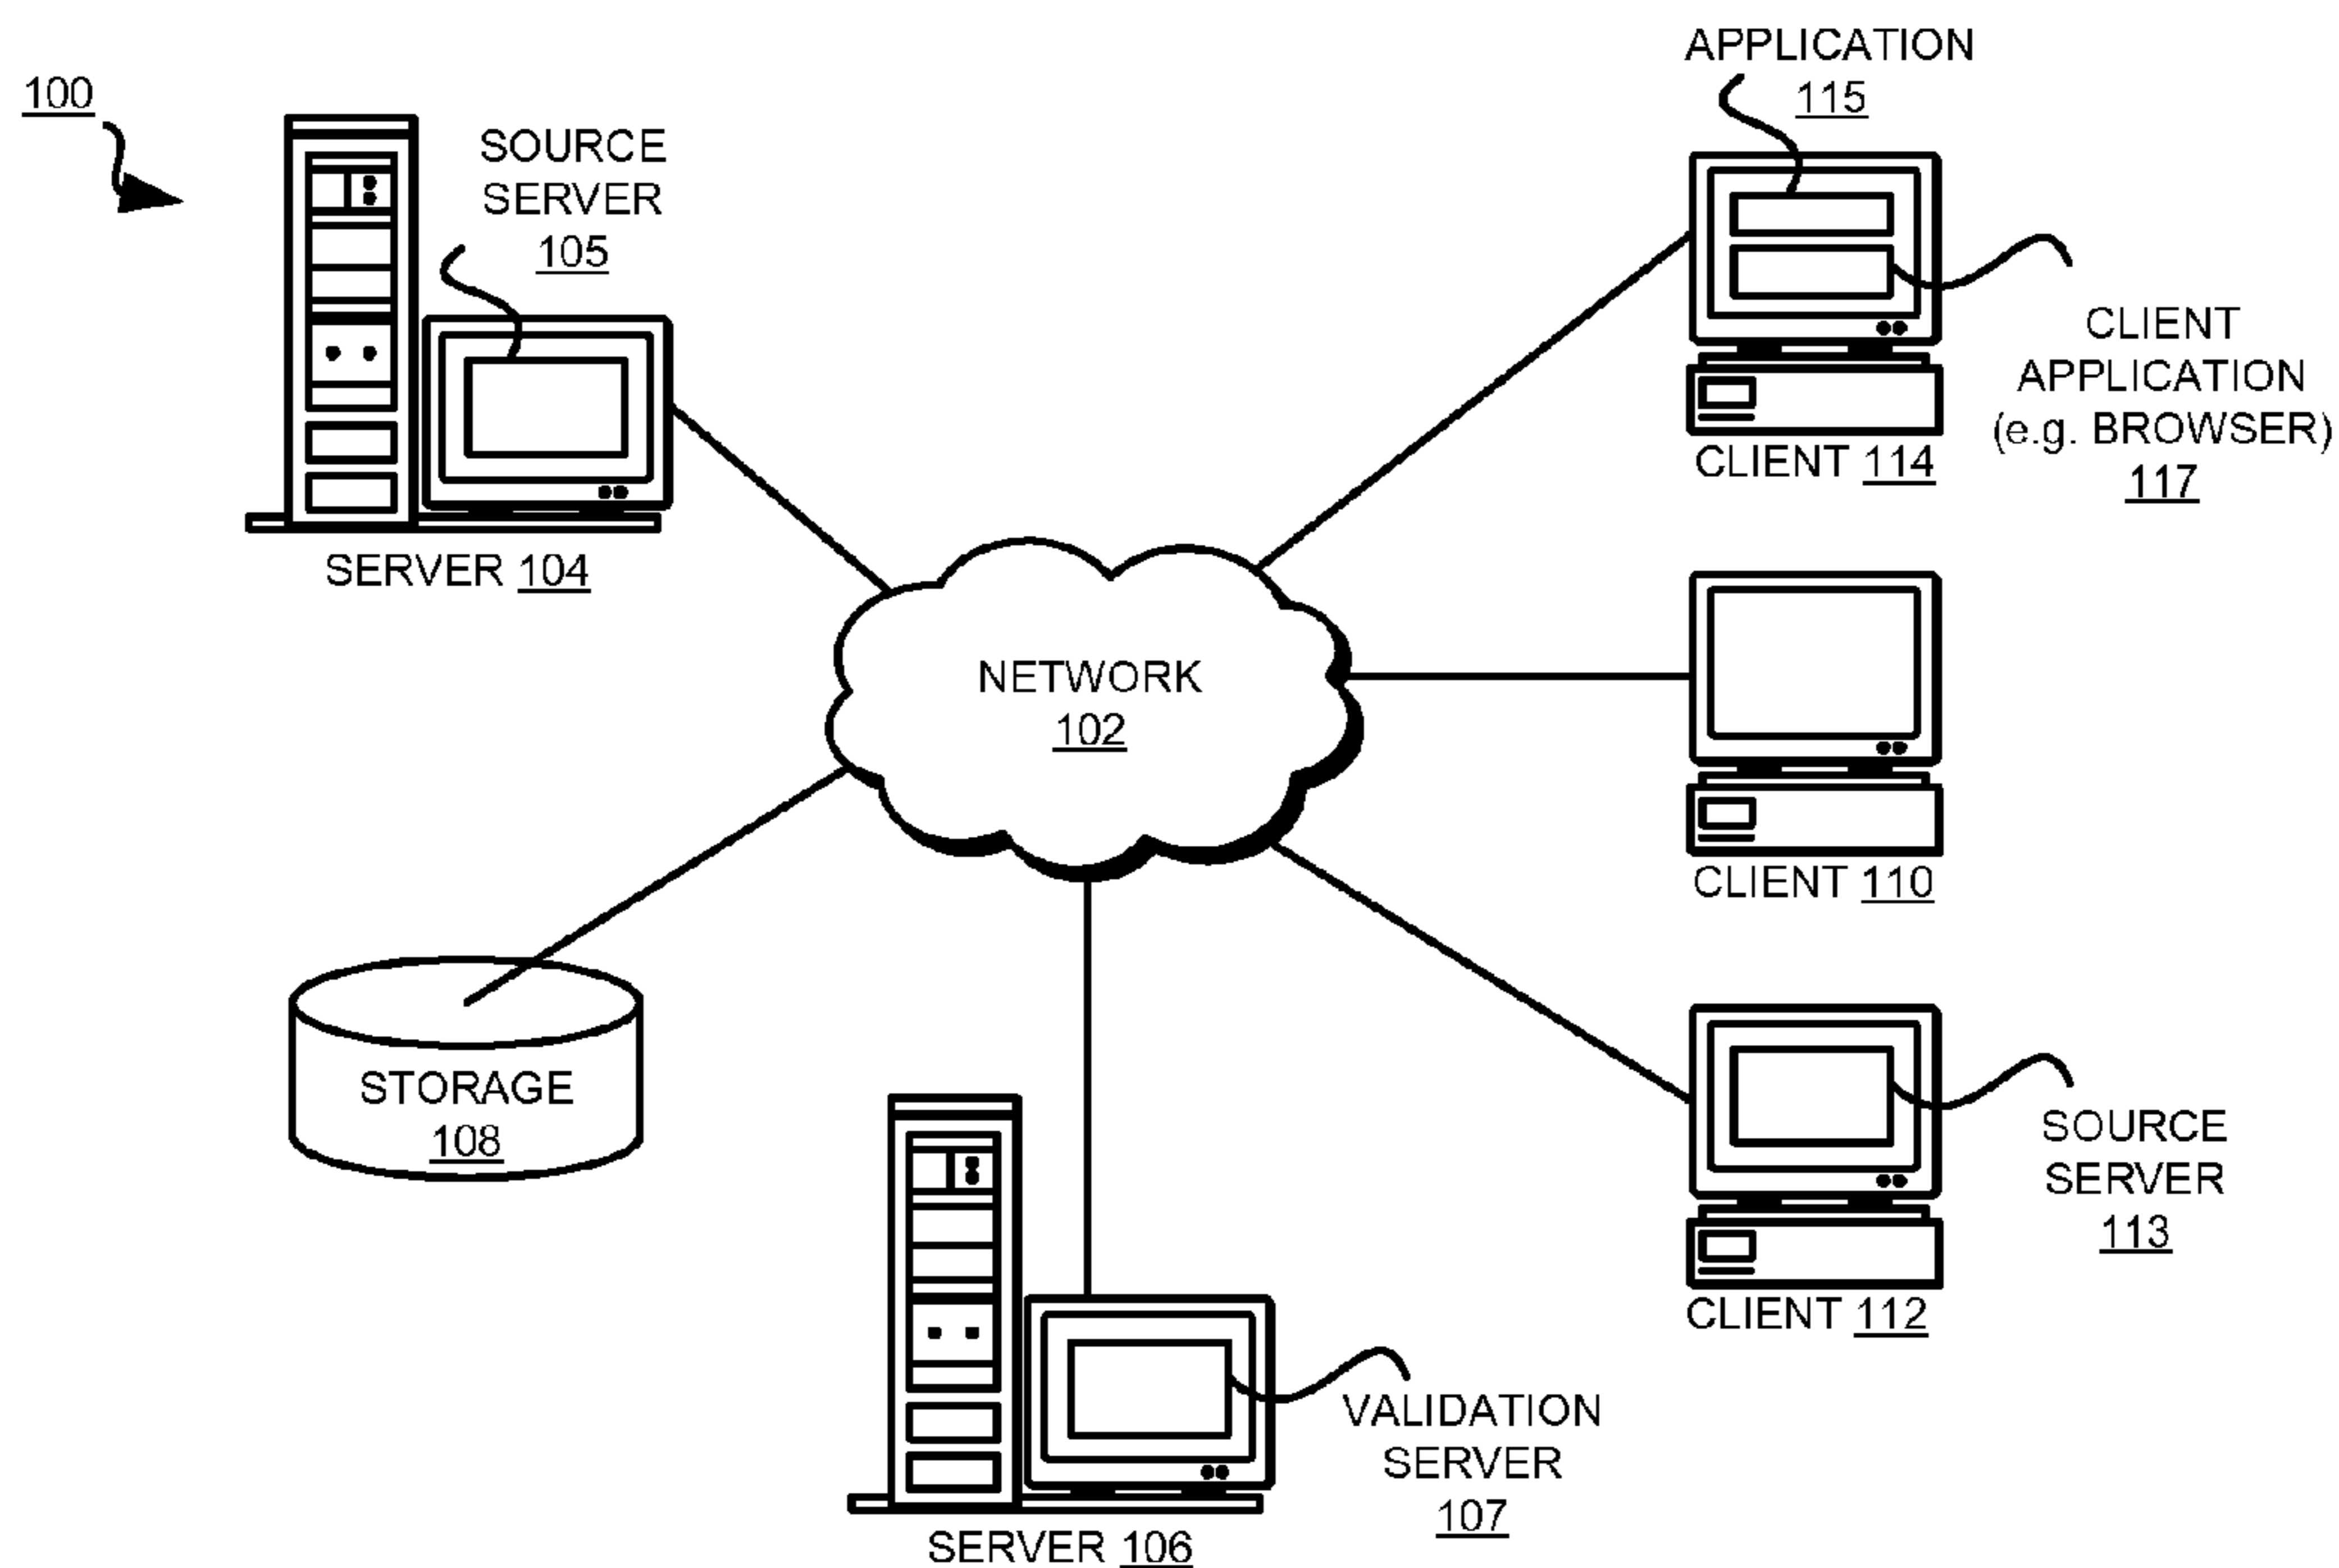 100
SOURCE
SERVER
105
SERVER 104
APPLICATION
115
CLIENT
APPLICATION
(e.g. BROWSER)
117
CLIENT 114
NETWORK
102
CLIENT 110
STORAGE
108
SOURCE
SERVER
113
CLIENT 112
VALIDATION
SERVER
107
SERVER 106